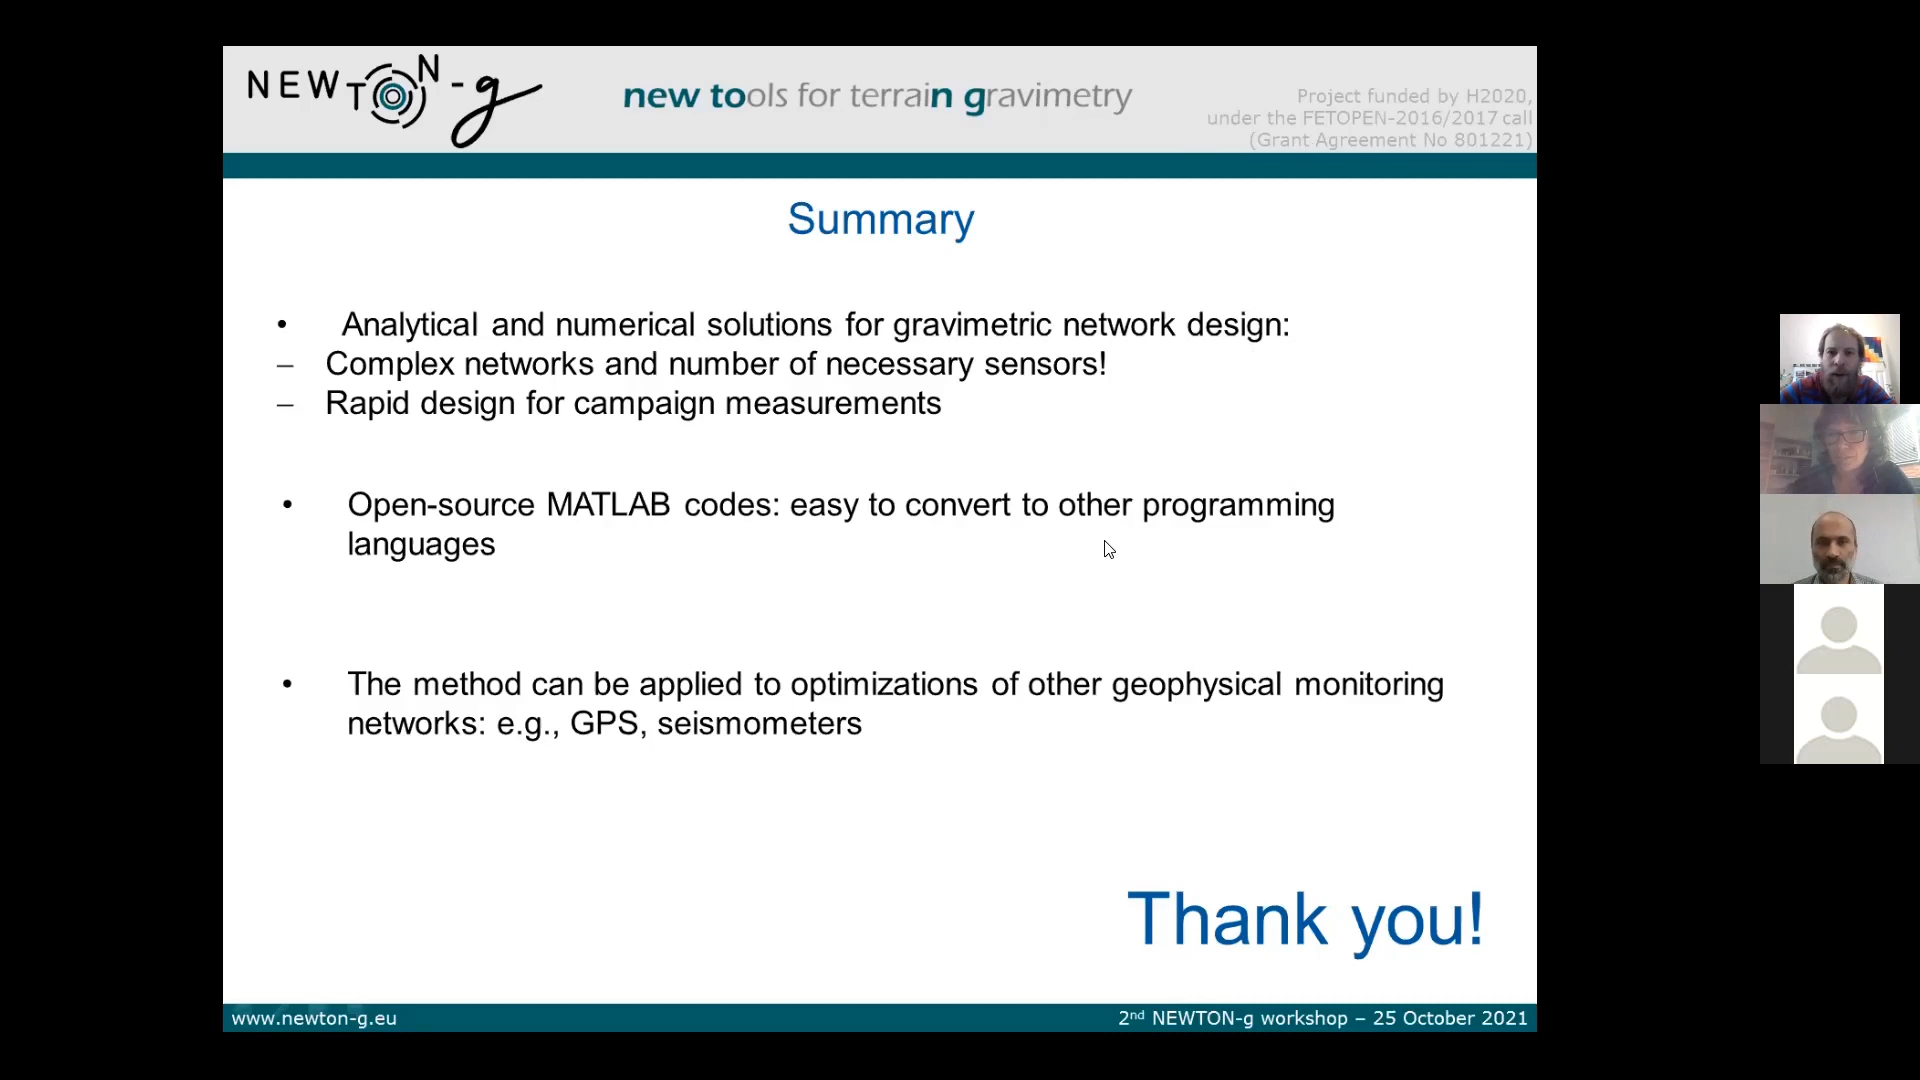 NEWTON-g
new tools for terrain gravimetry
Project funded by H2020,
under the FETOPEN-2016/2017 call
(Grant Agreement No 801221)
Summary
• Analytical and numerical solutions for gravimetric network design:
– Complex networks and number of necessary sensors!
– Rapid design for campaign measurements
• Open-source MATLAB codes: easy to convert to other programming
languages
• The method can be applied to optimizations of other geophysical monitoring
networks: e.g., GPS, seismometers
Thank you!
www.newton-g.eu
2nd NEWTON-g workshop – 25 October 2021